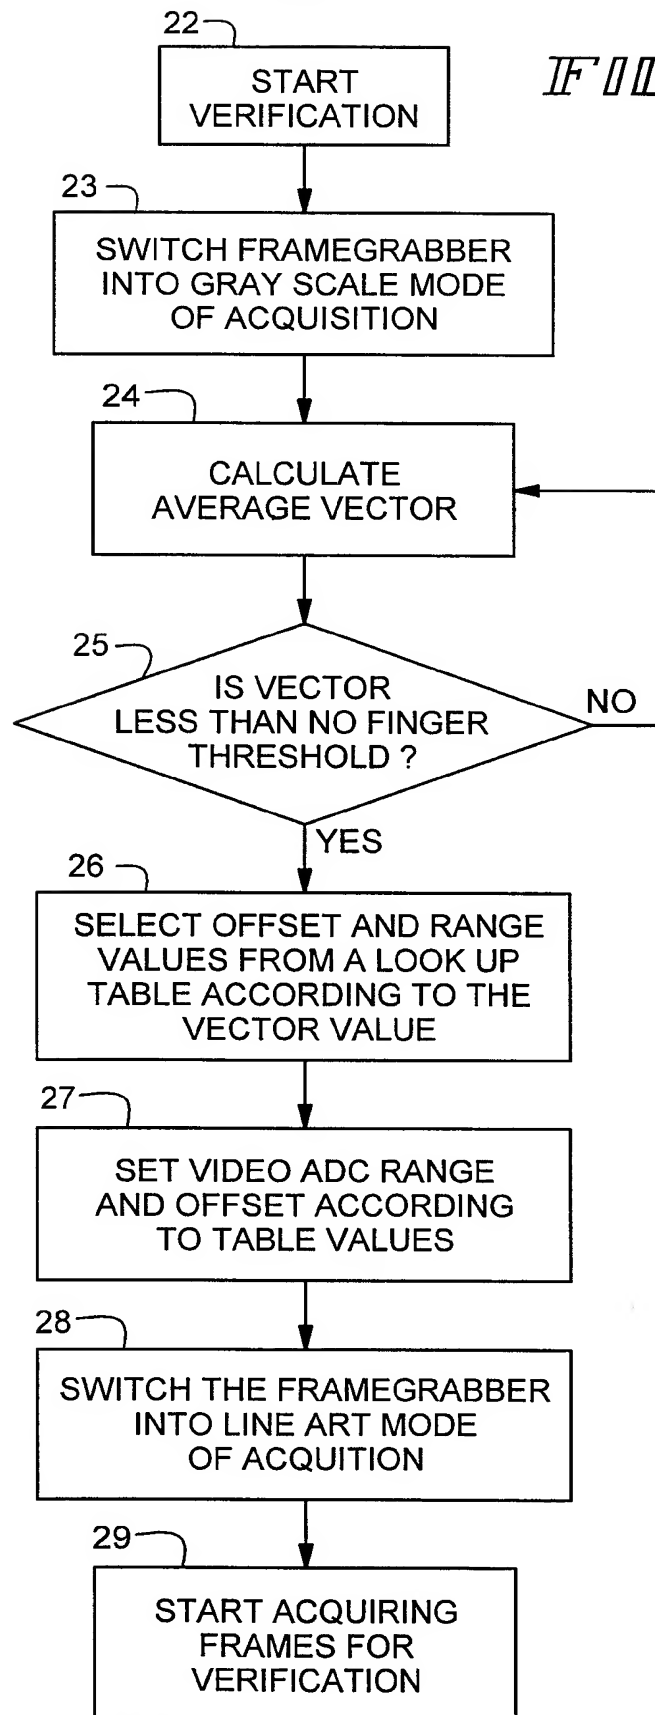 22
START
VERIFICATION
23
SWITCH FRAMEGRABBER
INTO GRAY SCALE MODE
OF ACQUISITION
24
CALCULATE
AVERAGE VECTOR
25
IS VECTOR
LESS THAN NO FINGER
THRESHOLD ?
NO
YES
26
SELECT OFFSET AND RANGE
VALUES FROM A LOOK UP
TABLE ACCORDING TO THE
VECTOR VALUE
27
SET VIDEO ADC RANGE
AND OFFSET ACCORDING
TO TABLE VALUES
28
SWITCH THE FRAMEGRABBER
INTO LINE ART MODE
OF ACQUITION
29
START ACQUIRING
FRAMES FOR
VERIFICATION